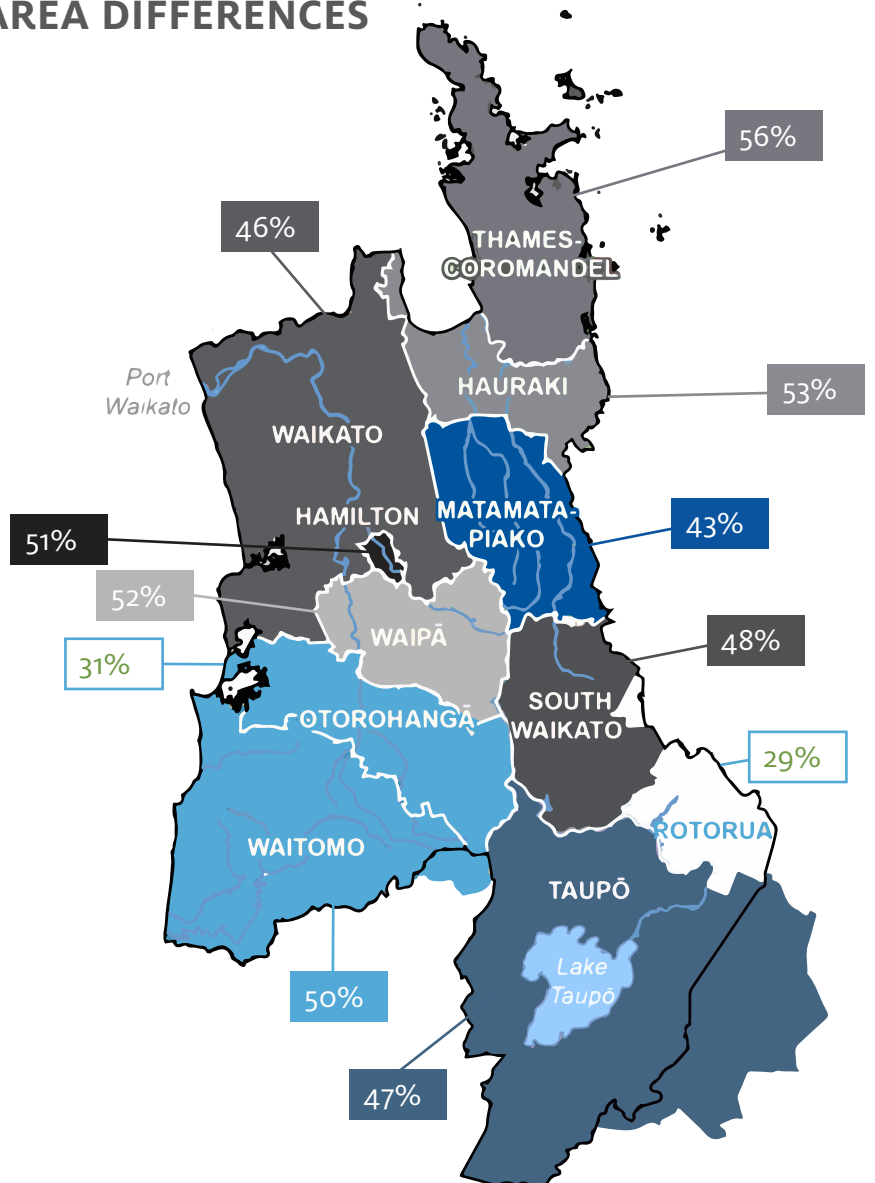 AREA DIFFERENCES
56%
46%
THAMES-
COROMANDEL
Port
Waikato
HAURAKI
53%
WAIKATO
HAMILTON
MATAMATA-
PIAKO
43%
51%
52%
WAIPĀ
48%
31%
SOUTH
WAIKATO
OTOROHANGĀ
29%
ROTORUA
WAITOMO
TAUPŌ
Lake
Taupō
50%
47%